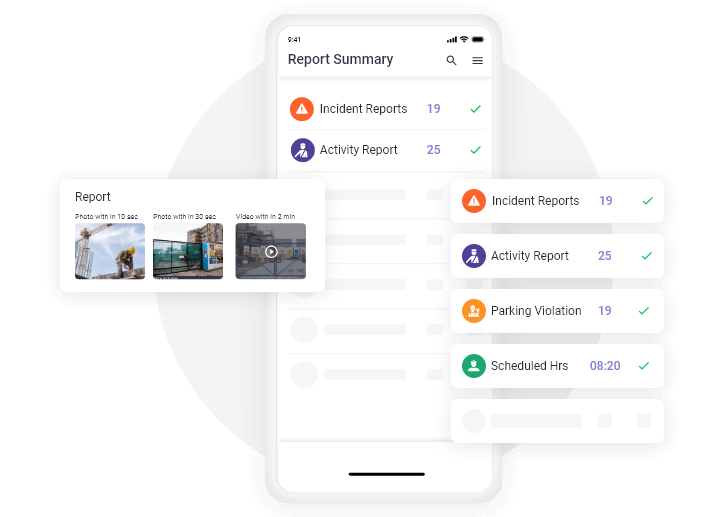 9:41
Report Summary
Incident Reports 19
Activity Report 25
Report
Photo with in 10 sec Photo with in 30 sec Video with in 2 min
Incident Reports 19
Activity Report 25
Parking Violation 19
Scheduled Hrs 08:20